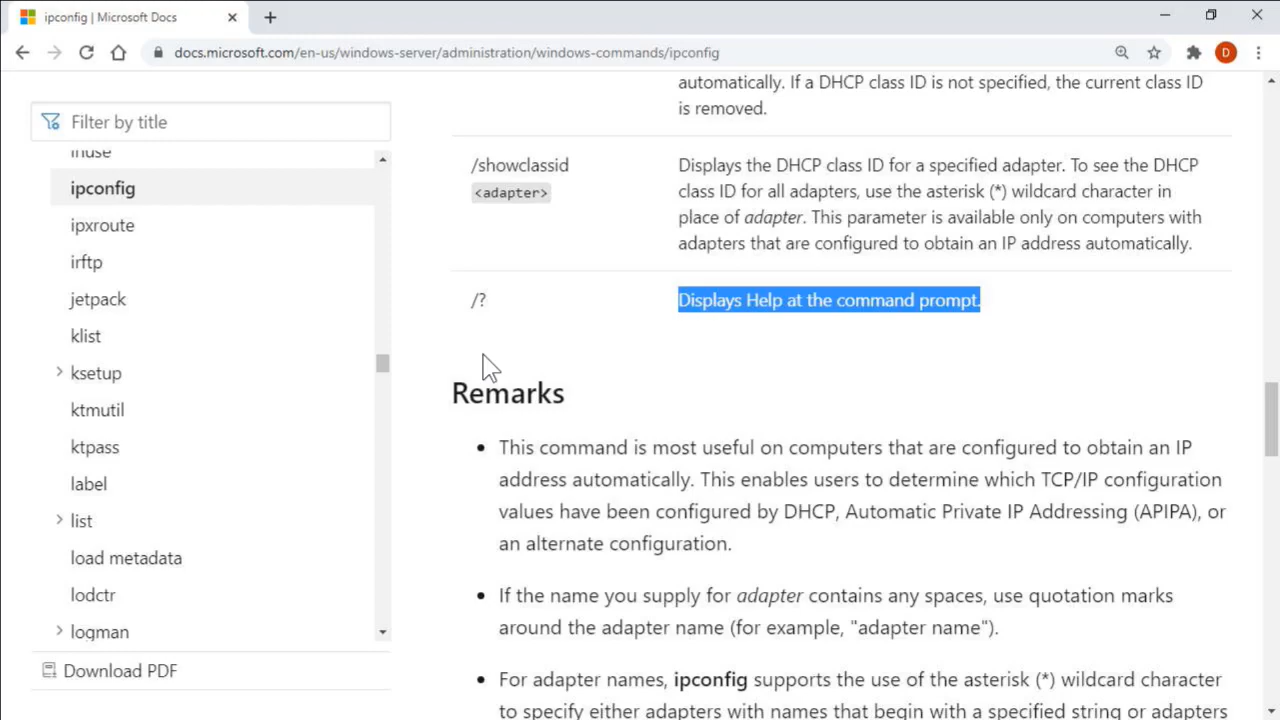 ipconfig | Microsoft Docs
docs.microsoft.com/en-us/windows-server/administration/windows-commands/ipconfig
D
Filter by title
inuse
ipconfig
ipxroute
irftp
jetpack
klist
ksetup
ktmutil
ktpass
label
list
load metadata
lodctr
logman
Download PDF
automatically. If a DHCP class ID is not specified, the current class ID
is removed.
/showclassid
<adapter>
Displays the DHCP class ID for a specified adapter. To see the DHCP
class ID for all adapters, use the asterisk (*) wildcard character in
place of adapter. This parameter is available only on computers with
adapters that are configured to obtain an IP address automatically.
/?
Displays Help at the command prompt.
Remarks
• This command is most useful on computers that are configured to obtain an IP
address automatically. This enables users to determine which TCP/IP configuration
values have been configured by DHCP, Automatic Private IP Addressing (APIPA), or
an alternate configuration.
• If the name you supply for adapter contains any spaces, use quotation marks
around the adapter name (for example, "adapter name").
• For adapter names, ipconfig supports the use of the asterisk (*) wildcard character
to specify either adapters with names that begin with a specified string or adapters